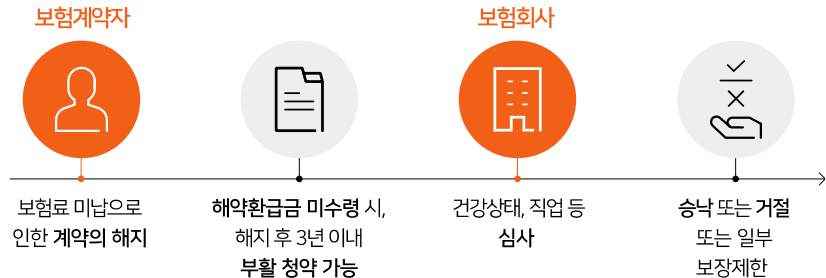 보험계약자
보험회사
보험료 미납으로
인한 계약의 해지
해약환급금 미수령 시,
해지 후 3년 이내
부활 청약 가능
건강상태, 직업 등
심사
승낙 또는 거절
또는 일부
보장제한